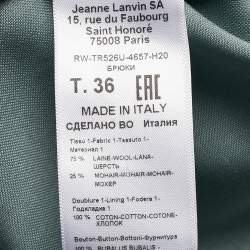 Jeanne Lanvin SA
15, rue du Faubourg
Saint Honoré
75008 Paris
RW-TR526U-4657-H20
БРЮКИ
T. 36 EAC
MADE IN ITALY
СДЕЛАНО ВО Италия
Tissu 1-Fabric 1-Tessuto 1-
Материал 1
75 % LAINE-WOOL-LANA-
ШЕРСТЬ
25 % MOHAIR-MOHAIR-MOHAIR-
МОХЕР
Doublure 1-Lining 1-Fodera 1-
Подкладка 1
100 % COTON-COTTON-COTONE-
ХЛОПОК
Bouton-Button-Bottoni-Фурнитура
100 % BUBALUS BUBALIS -